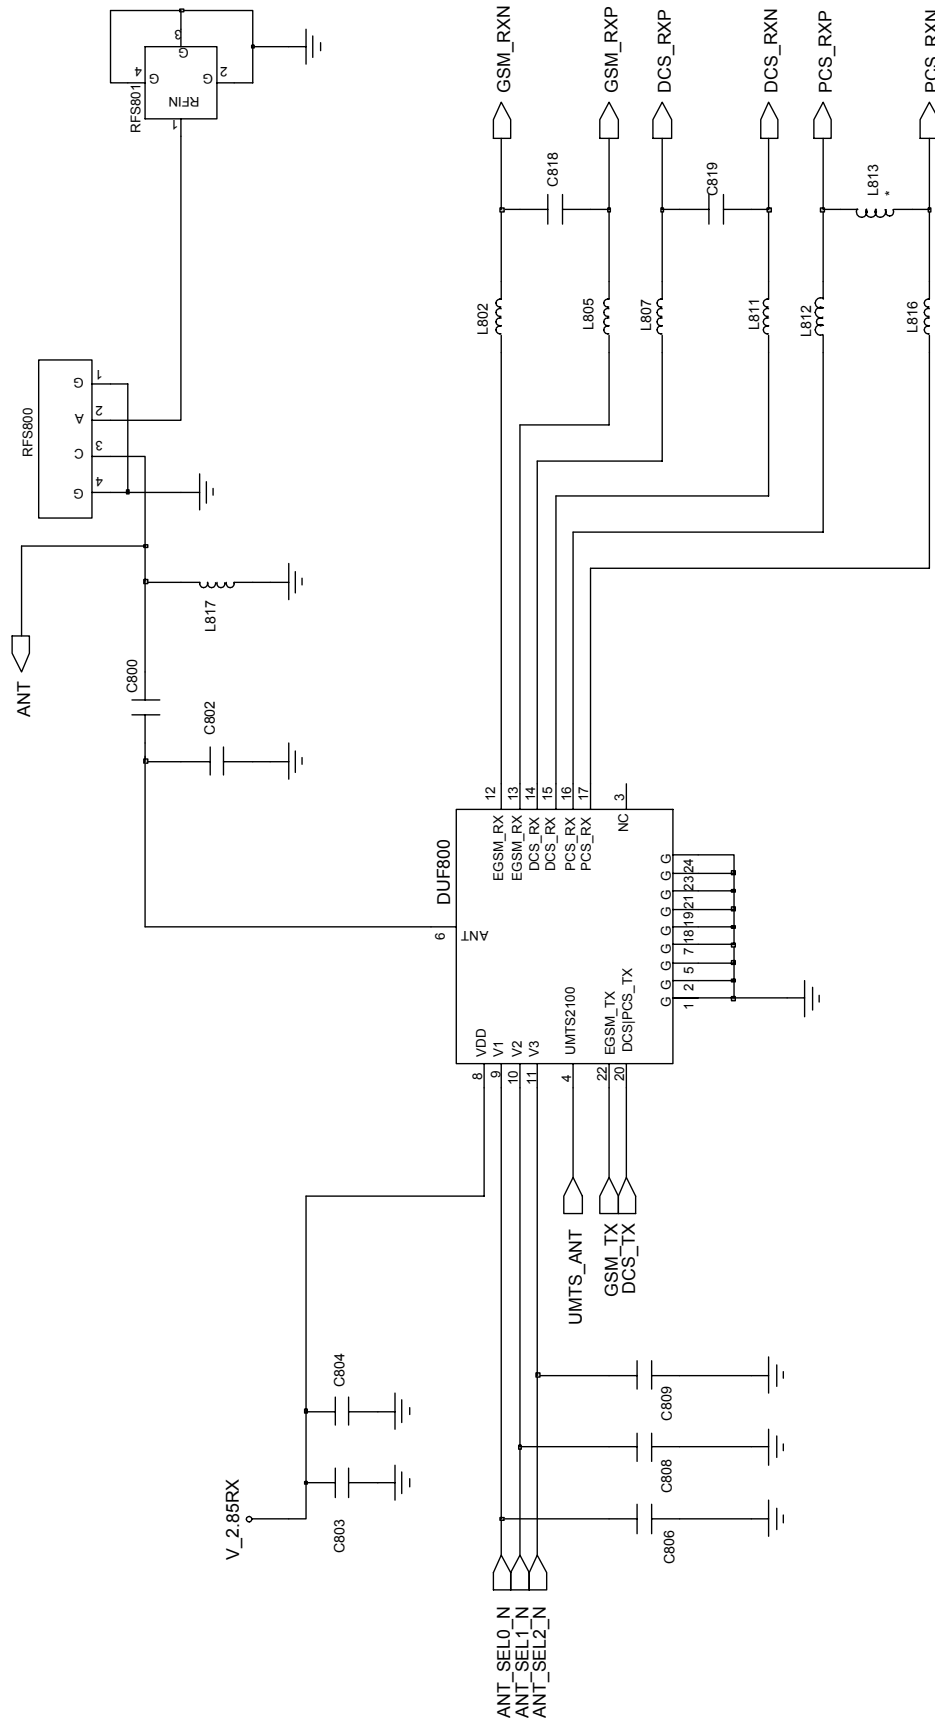 RFS801
4
G
3
G
2
G
RFIN
1
GSM_RXN
GSM_RXP
DCS_RXP
DCS_RXN
PCS_RXP
PCS_RXN
C818
C819
L813
*
L802
L805
L807
L811
L812
L816
RFS800
G
1
A
2
C
3
G
4
ANT
L817
C800
C802
DUF800
6
ANT
12
EGSM_RX
13
EGSM_RX
14
DCS_RX
15
DCS_RX
16
PCS_RX
17
PCS_RX
3
NC
G
24
G
23
G
21
G
19
G
18
G
7
G
5
G
2
G
1
8
VDD
9
V1
10
V2
11
V3
4
UMTS2100
22
EGSM_TX
20
DCS|PCS_TX
UMTS_ANT
GSM_TX
DCS_TX
V_2.85RX
C803
C804
C809
C808
C806
ANT_SEL0_N
ANT_SEL1_N
ANT_SEL2_N